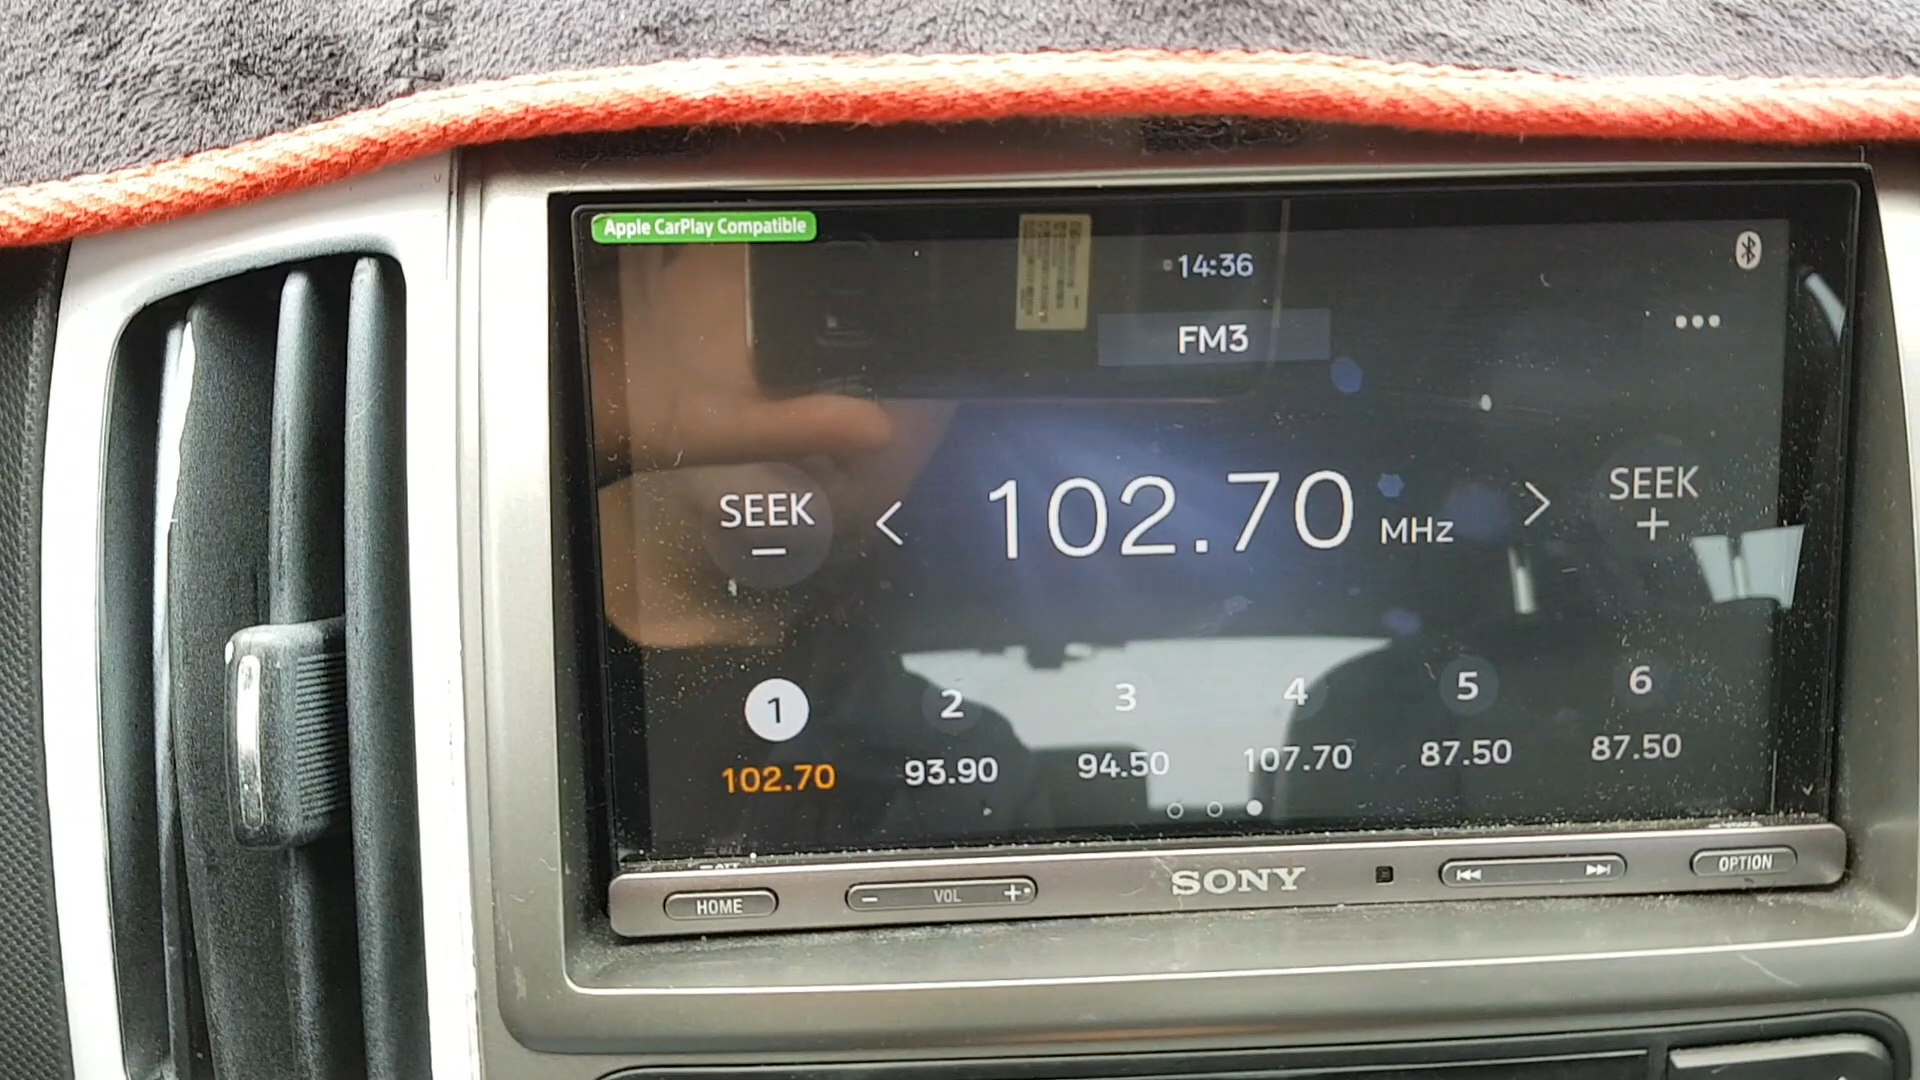 Apple CarPlay Compatible
14:36
FM3
SEEK
−
<
102.70 MHz
>
SEEK
+
1 2 3 4 5 6
102.70 93.90 94.50 107.70 87.50 87.50
HOME
− VOL +
SONY
OPTION